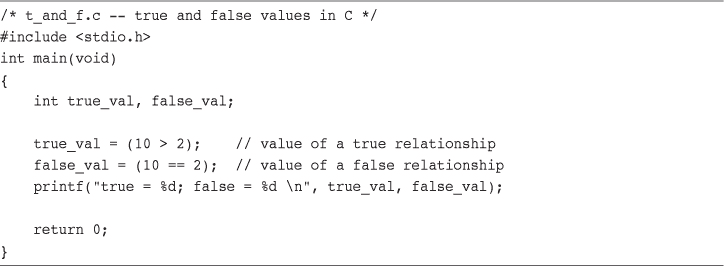 /* t_and_f.c -- true and false values in C */
#include <stdio.h>
int main(void)
{
    int true_val, false_val;

    true_val = (10 > 2);    // value of a true relationship
    false_val = (10 == 2);  // value of a false relationship
    printf("true = %d; false = %d \n", true_val, false_val);

    return 0;
}